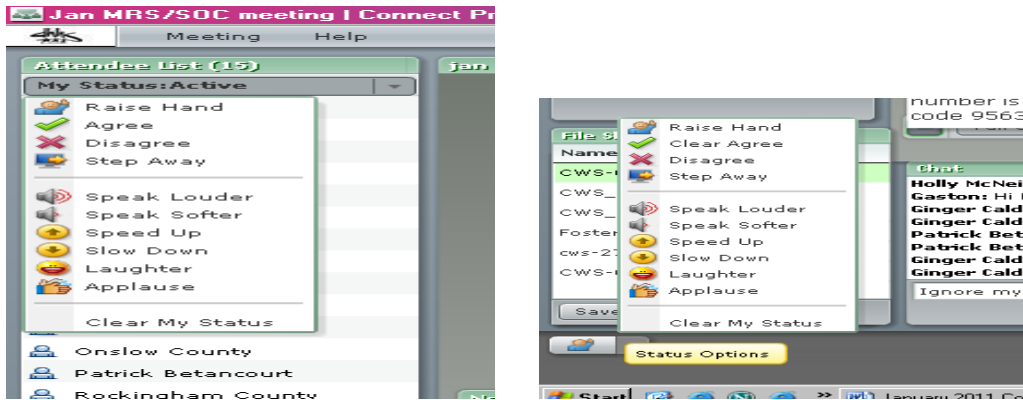 Jan MRS/SOC meeting | Connect Pr
Meeting Help
Attendee List (15)
jan
My Status:Active
Raise Hand
Agree
Disagree
Step Away
Speak Louder
Speak Softer
Speed Up
Slow Down
Laughter
Applause
Clear My Status
Onslow County
Patrick Betancourt
Rockingham County
number is
code 9563
File S
Name
CWS-
CWS_
CWS_
Foster
cws-2
CWS-
Save
Raise Hand
Clear Agree
Disagree
Step Away
Speak Louder
Speak Softer
Speed Up
Slow Down
Laughter
Applause
Clear My Status
Status Options
Chat
Holly McNei
Gaston: Hi
Ginger Cald
Patrick Bet
Patrick Bet
Ginger Cald
Ginger Cald
Ignore my
Start
January 2011 Co